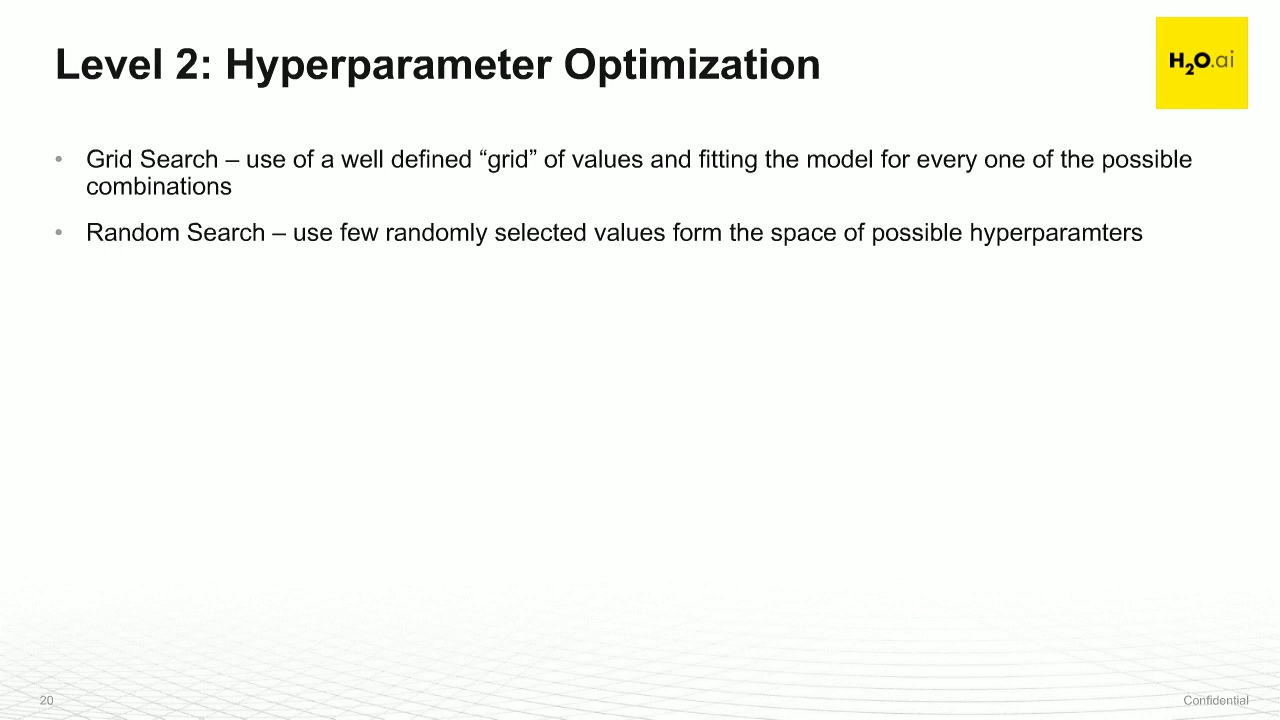 Level 2: Hyperparameter Optimization
H2O.ai
• Grid Search – use of a well defined “grid” of values and fitting the model for every one of the possible
combinations
• Random Search – use few randomly selected values form the space of possible hyperparamters
20
Confidential